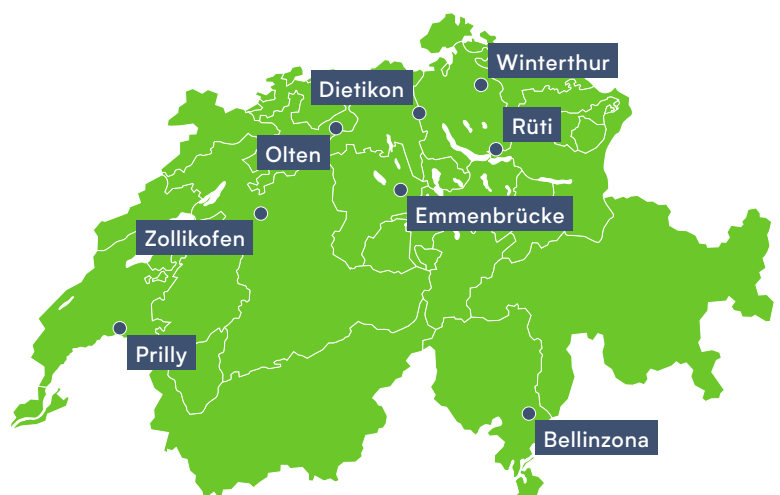 Winterthur
Dietikon
Rüti
Olten
Emmenbrücke
Zollikofen
Prilly
Bellinzona